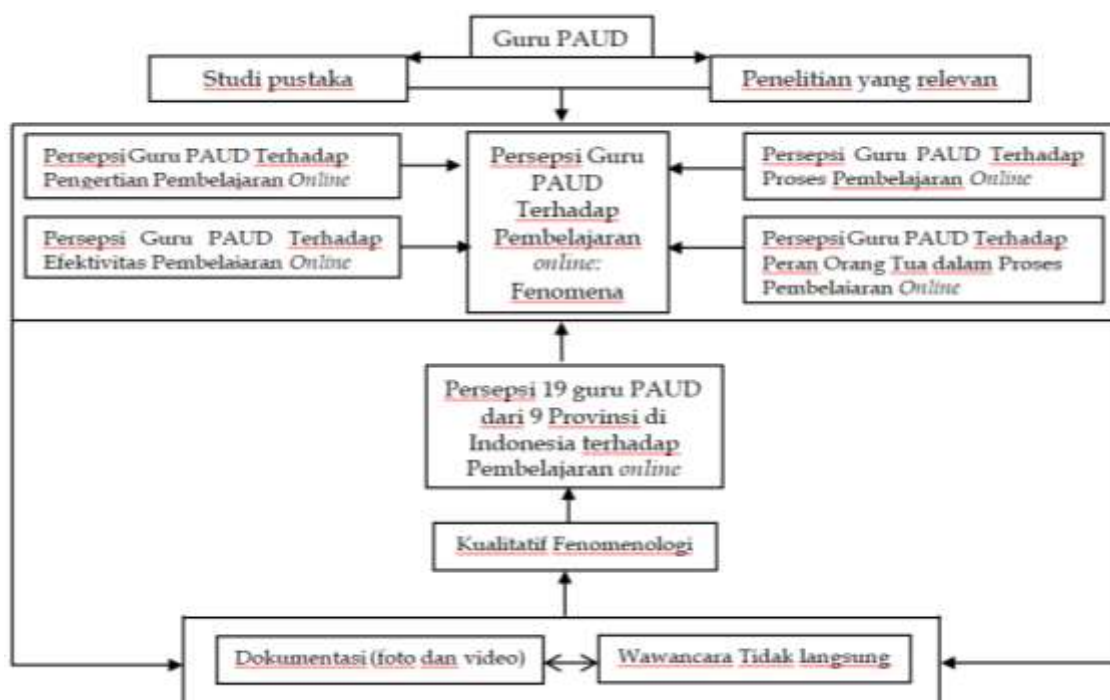 Guru PAUD
Studi pustaka
Penelitian yang relevan
Persepsi Guru PAUD Terhadap
Pengertian Pembelajaran Online
Persepsi Guru PAUD Terhadap
Efektivitas Pembelajaran Online
Persepsi Guru
PAUD
Terhadap
Pembelajaran
online:
Fenomena
Persepsi Guru PAUD Terhadap
Proses Pembelajaran Online
Persepsi Guru PAUD Terhadap
Peran Orang Tua dalam Proses
Pembelajaran Online
Persepsi 19 guru PAUD
dari 9 Provinsi di
Indonesia terhadap
Pembelajaran online
Kualitatif Fenomenologi
Dokumentasi (foto dan video)
Wawancara Tidak langsung